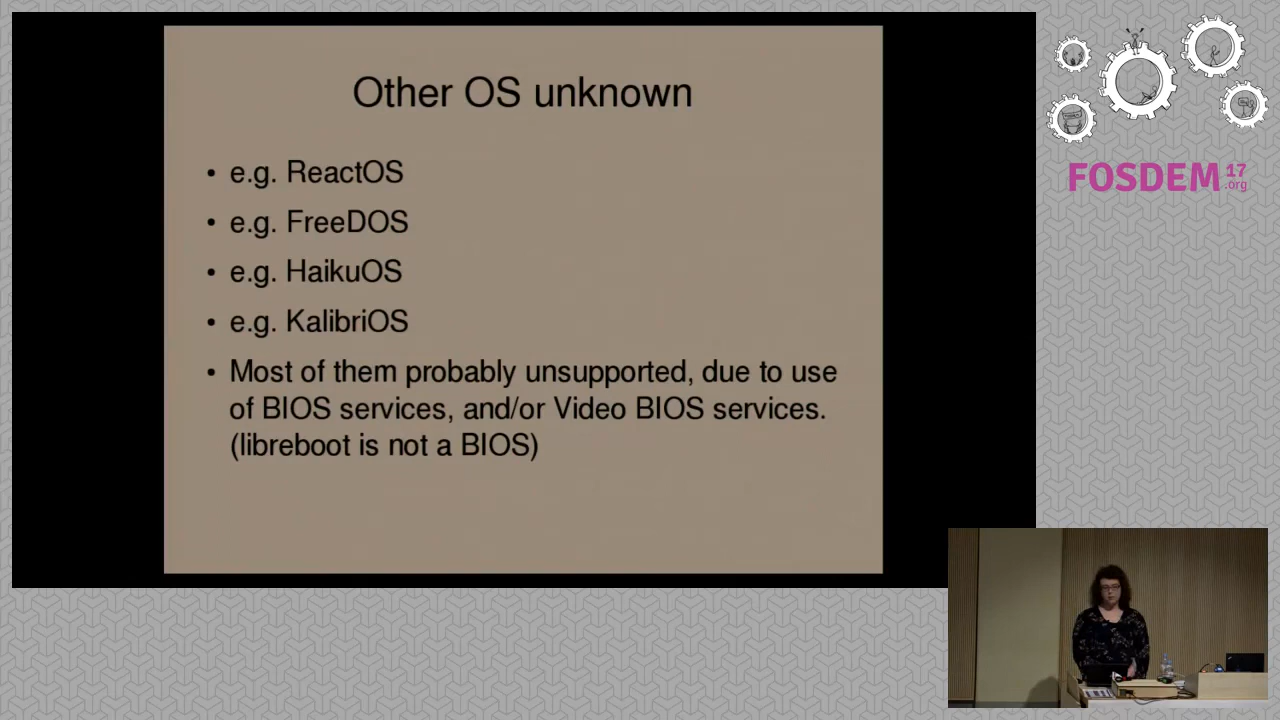 Other OS unknown
• e.g. ReactOS
• e.g. FreeDOS
• e.g. HaikuOS
• e.g. KalibriOS
• Most of them probably unsupported, due to use
of BIOS services, and/or Video BIOS services.
(libreboot is not a BIOS)
FOSDEM 17
.org